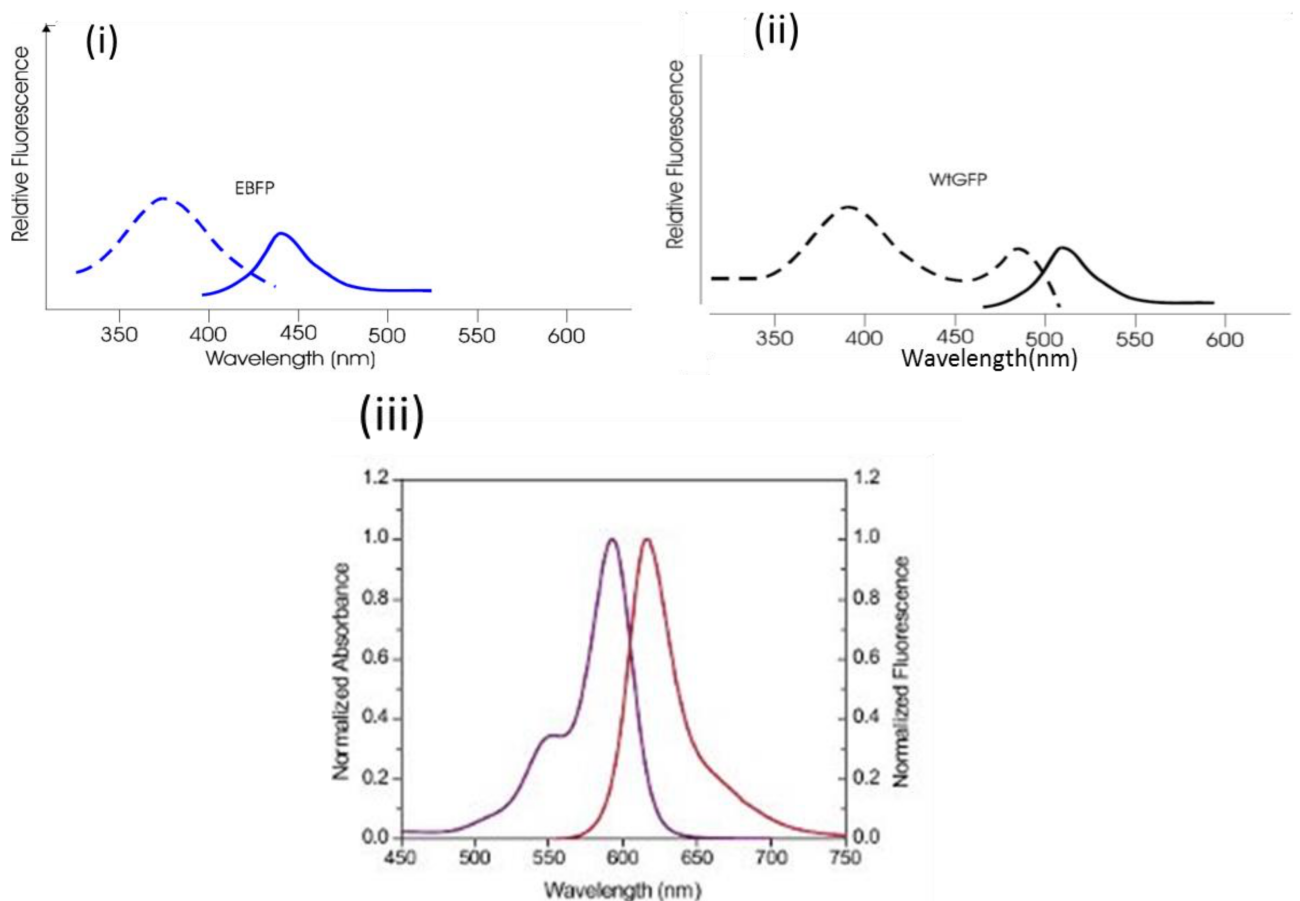 (i)
Relative Fluorescence
EBFP
350 400 450 500 550 600
Wavelength (nm)
(ii)
Relative Fluorescence
WtGFP
350 400 450 500 550 600
Wavelength(nm)
(iii)
Normalized Absorbance
1.2 1.2
1.0 1.0
0.8 0.8
0.6 0.6
0.4 0.4
0.2 0.2
0.0 0.0
Normalized Fluorescence
450 500 550 600 650 700 750
Wavelength (nm)